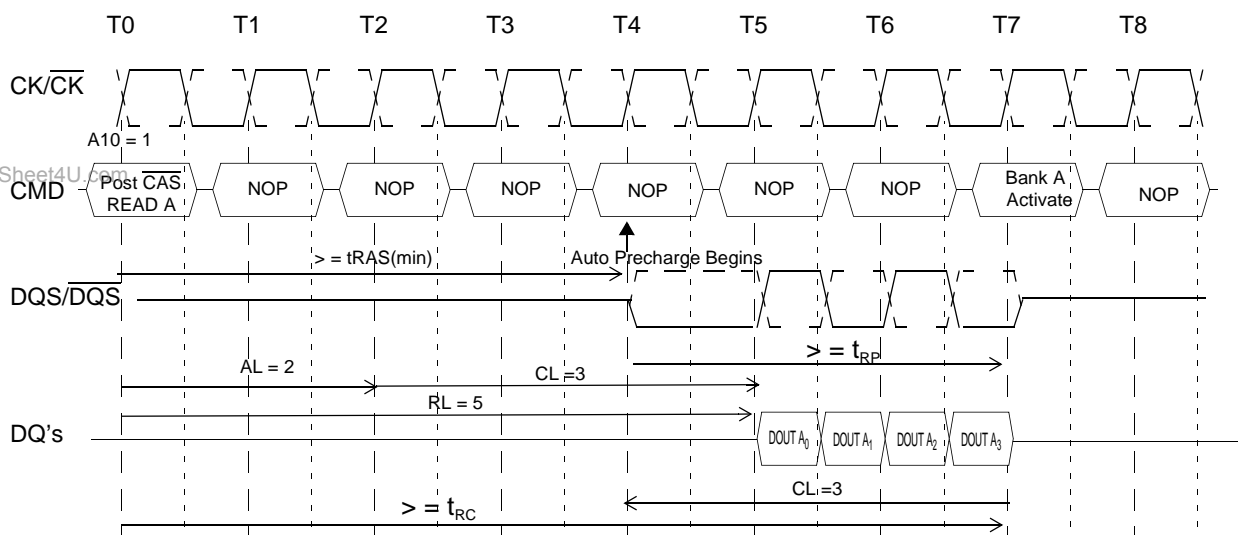 T0 T1 T2 T3 T4 T5 T6 T7 T8
CK/CK
A10 = 1
Sheet4U.com
CMD
Post CAS
READ A
NOP NOP NOP NOP NOP NOP
Bank A
Activate
NOP
> = tRAS(min)
Auto Precharge Begins
DQS/DQS
> = tRP
AL = 2
CL =3
RL = 5
DQ's
DOUT A0 DOUT A1 DOUT A2 DOUT A3
CL =3
> = tRC